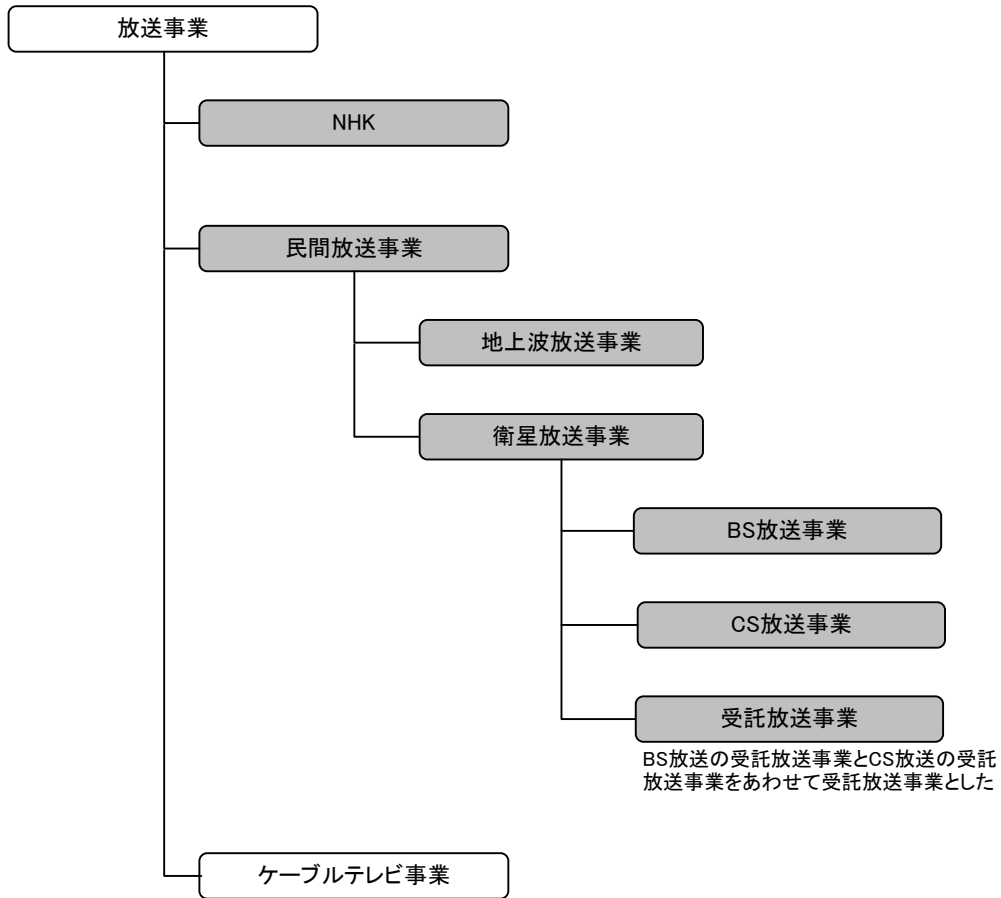 放送事業
NHK
民間放送事業
地上波放送事業
衛星放送事業
BS放送事業
CS放送事業
受託放送事業
BS放送の受託放送事業とCS放送の受託
放送事業をあわせて受託放送事業とした
ケーブルテレビ事業